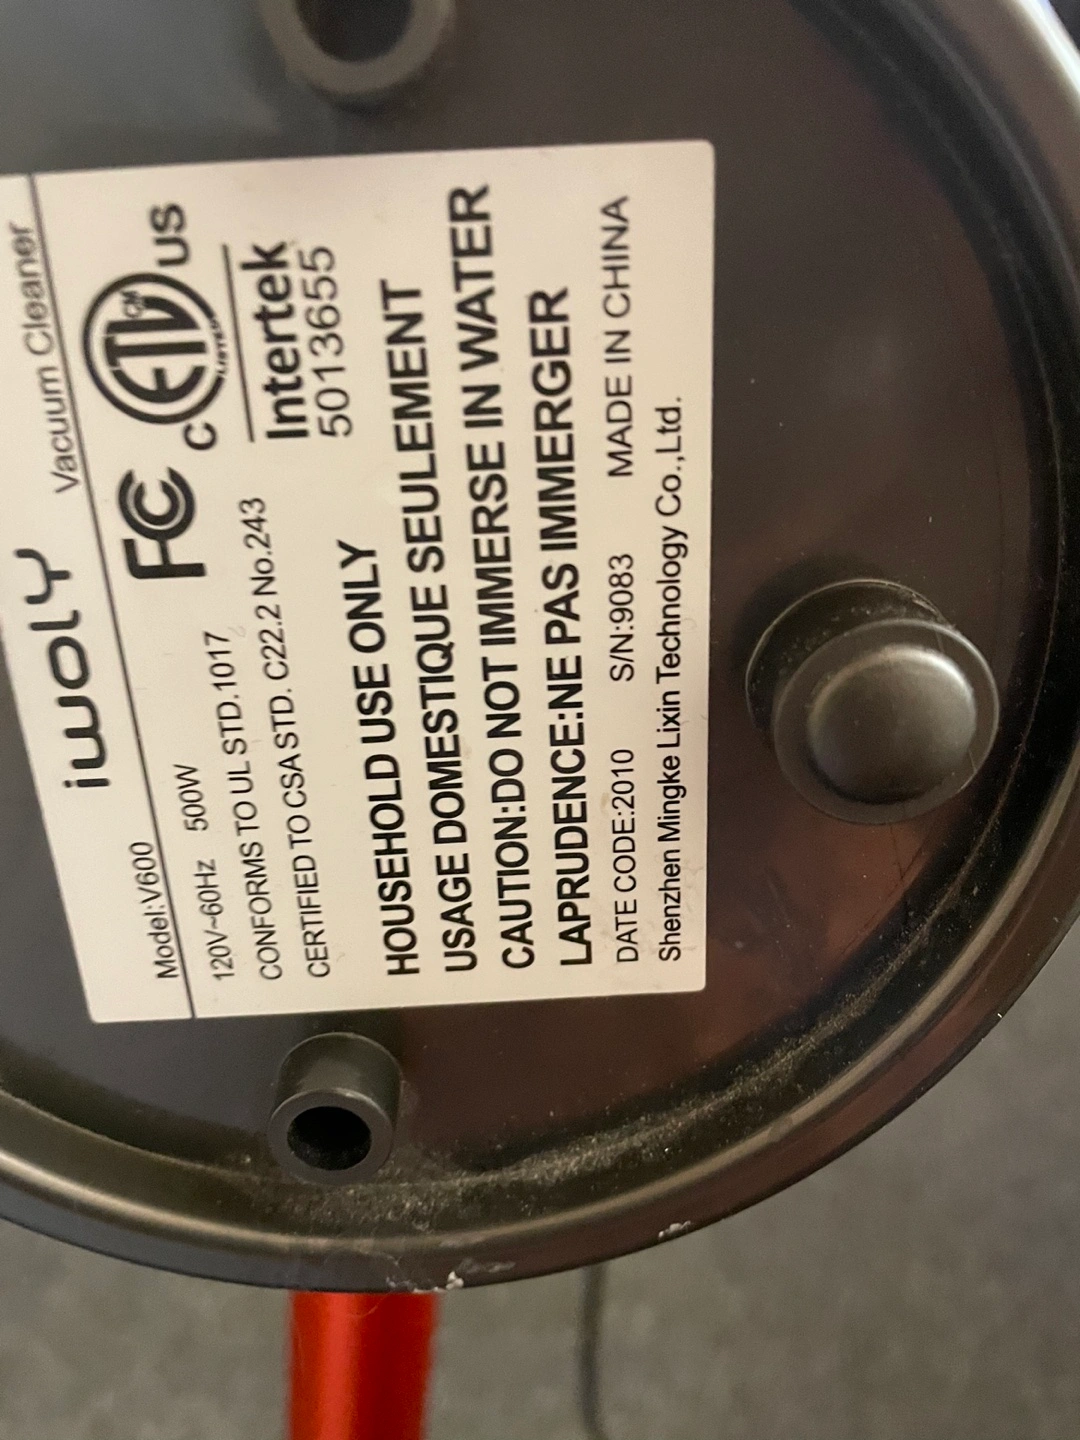 iwoly
Vacuum Cleaner
Model:V600
120V~60Hz 500W
CONFORMS TO UL STD.1017
CERTIFIED TO CSA STD. C22.2 No.243
FC
c ETL CM LISTED US
Intertek
5013655
HOUSEHOLD USE ONLY
USAGE DOMESTIQUE SEULEMENT
CAUTION:DO NOT IMMERSE IN WATER
LAPRUDENCE:NE PAS IMMERGER
DATE CODE:2010 S/N:9083 MADE IN CHINA
Shenzhen Mingke Lixin Technology Co.,Ltd.